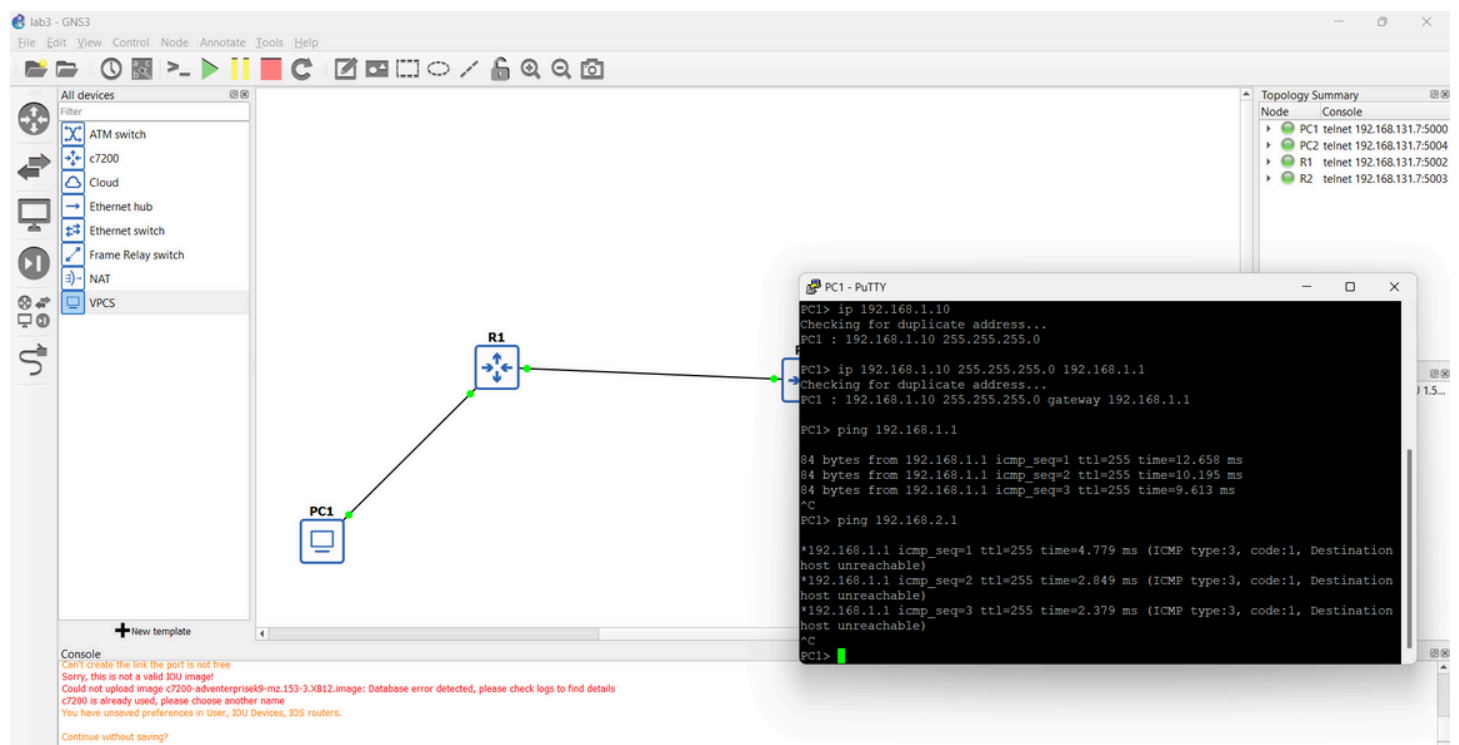 lab3 - GNS3
File Edit View Control Node Annotate Tools Help
All devices
Filter
ATM switch
c7200
Cloud
Ethernet hub
Ethernet switch
Frame Relay switch
NAT
VPCS
New template
R1
PC1
Topology Summary
Node Console
PC1 telnet 192.168.131.7:5000
PC2 telnet 192.168.131.7:5004
R1 telnet 192.168.131.7:5002
R2 telnet 192.168.131.7:5003
1.5...
PC1 - PuTTY
PC1> ip 192.168.1.10
Checking for duplicate address...
PC1 : 192.168.1.10 255.255.255.0
PC1> ip 192.168.1.10 255.255.255.0 192.168.1.1
Checking for duplicate address...
PC1 : 192.168.1.10 255.255.255.0 gateway 192.168.1.1
PC1> ping 192.168.1.1
84 bytes from 192.168.1.1 icmp_seq=1 ttl=255 time=12.658 ms
84 bytes from 192.168.1.1 icmp_seq=2 ttl=255 time=10.195 ms
84 bytes from 192.168.1.1 icmp_seq=3 ttl=255 time=9.613 ms
^C
PC1> ping 192.168.2.1
*192.168.1.1 icmp_seq=1 ttl=255 time=4.779 ms (ICMP type:3, code:1, Destination
host unreachable)
*192.168.1.1 icmp_seq=2 ttl=255 time=2.849 ms (ICMP type:3, code:1, Destination
host unreachable)
*192.168.1.1 icmp_seq=3 ttl=255 time=2.379 ms (ICMP type:3, code:1, Destination
host unreachable)
^C
PC1>
Console
Can't create the link the port is not free
Sorry, this is not a valid IOU image!
Could not upload image c7200-adventerprisek9-mz.153-3.XB12.image: Database error detected, please check logs to find details
c7200 is already used, please choose another name
You have unsaved preferences in User, IOU Devices, IOS routers.
Continue without saving?